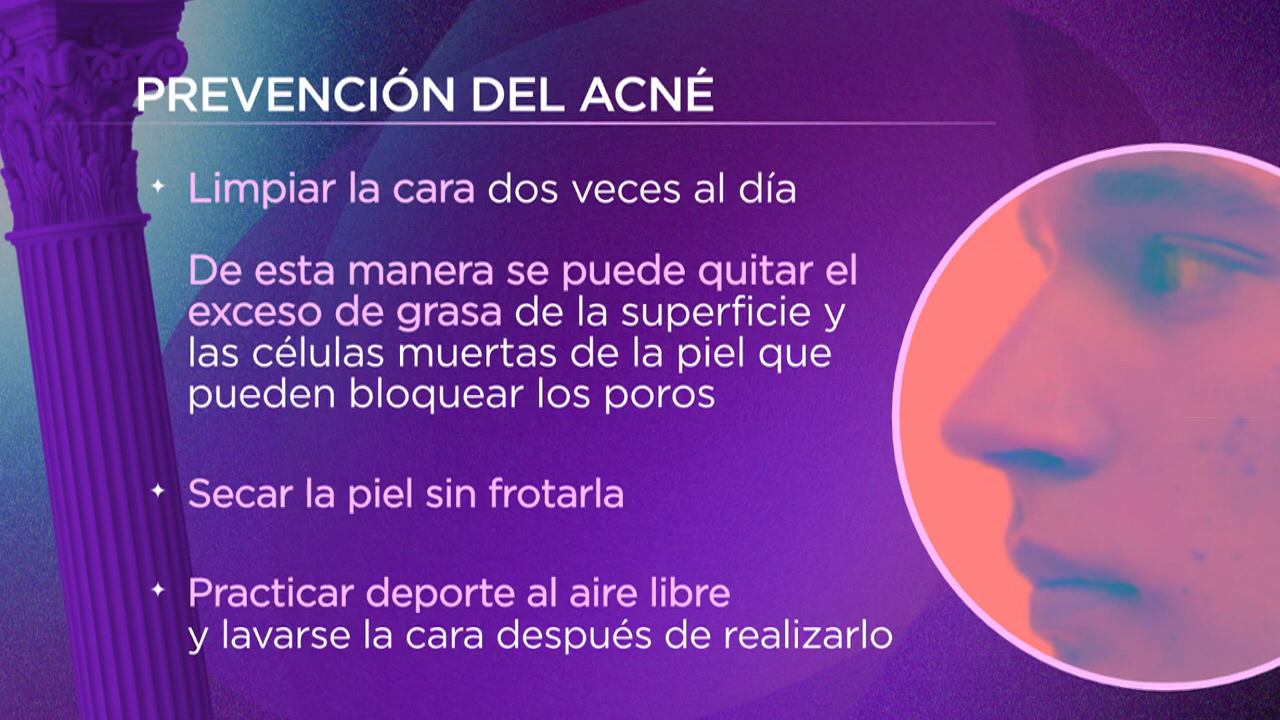 PREVENCIÓN DEL ACNÉ
Limpiar la cara dos veces al día
De esta manera se puede quitar el
exceso de grasa de la superficie y
las células muertas de la piel que
pueden bloquear los poros
Secar la piel sin frotarla
Practicar deporte al aire libre
y lavarse la cara después de realizarlo